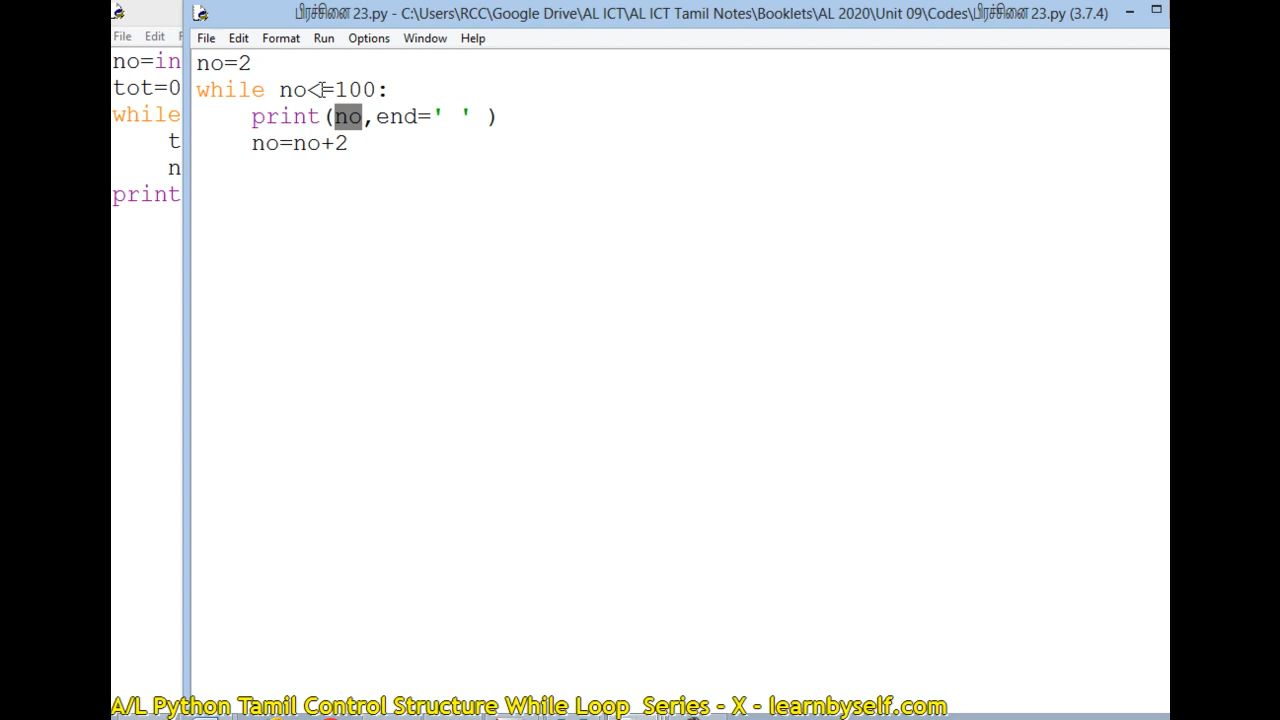 பிரச்சினை 23.py - C:\Users\RCC\Google Drive\AL ICT\AL ICT Tamil Notes\Booklets\AL 2020\Unit 09\Codes\பிரச்சினை 23.py (3.7.4)
File Edit
File Edit Format Run Options Window Help
no=in
tot=0
while
t
n
print
no=2
while no<=100:
print(no,end=' ' )
no=no+2
A/L Python Tamil Control Structure While Loop Series - X - learnbyself.com